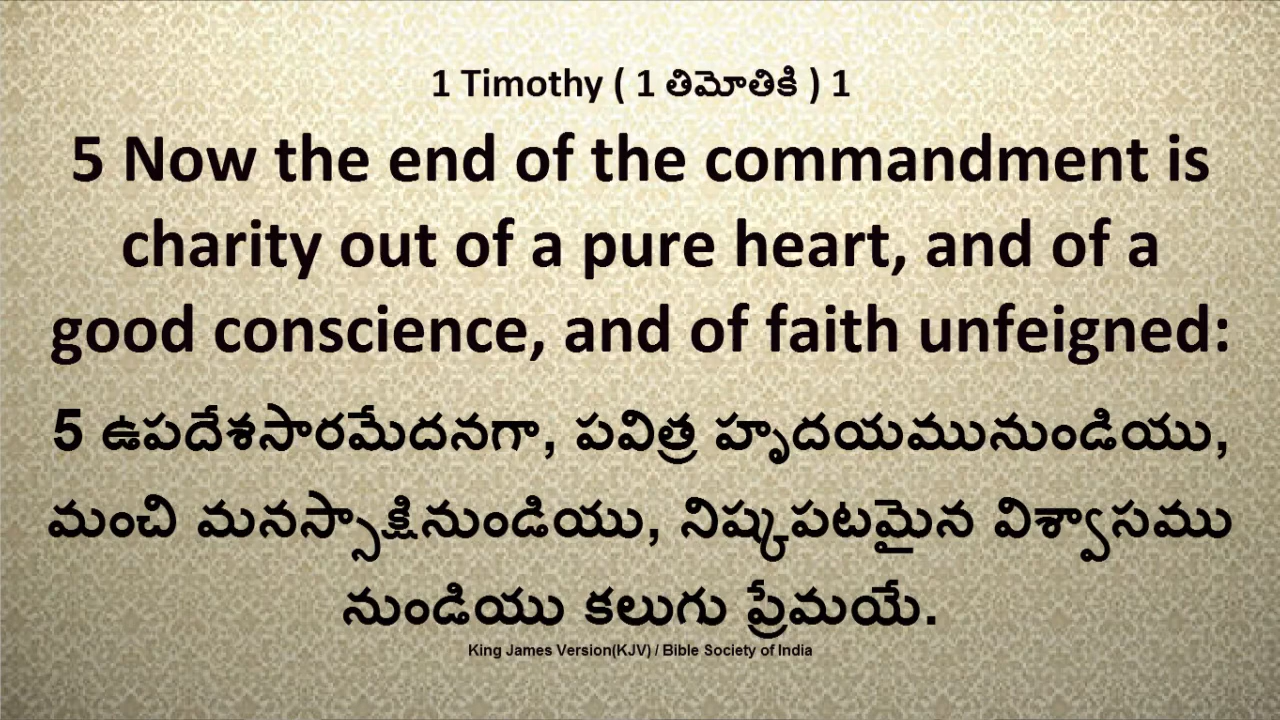 1 Timothy ( 1 తిమోతికి ) 1
5 Now the end of the commandment is
charity out of a pure heart, and of a
good conscience, and of faith unfeigned:
5 ఉపదేశసారమేదనగా, పవిత్ర హృదయమునుండియు,
మంచి మనస్సాక్షినుండియు, నిష్కపటమైన విశ్వాసము
నుండియు కలుగు ప్రేమయే.
King James Version(KJV) / Bible Society of India